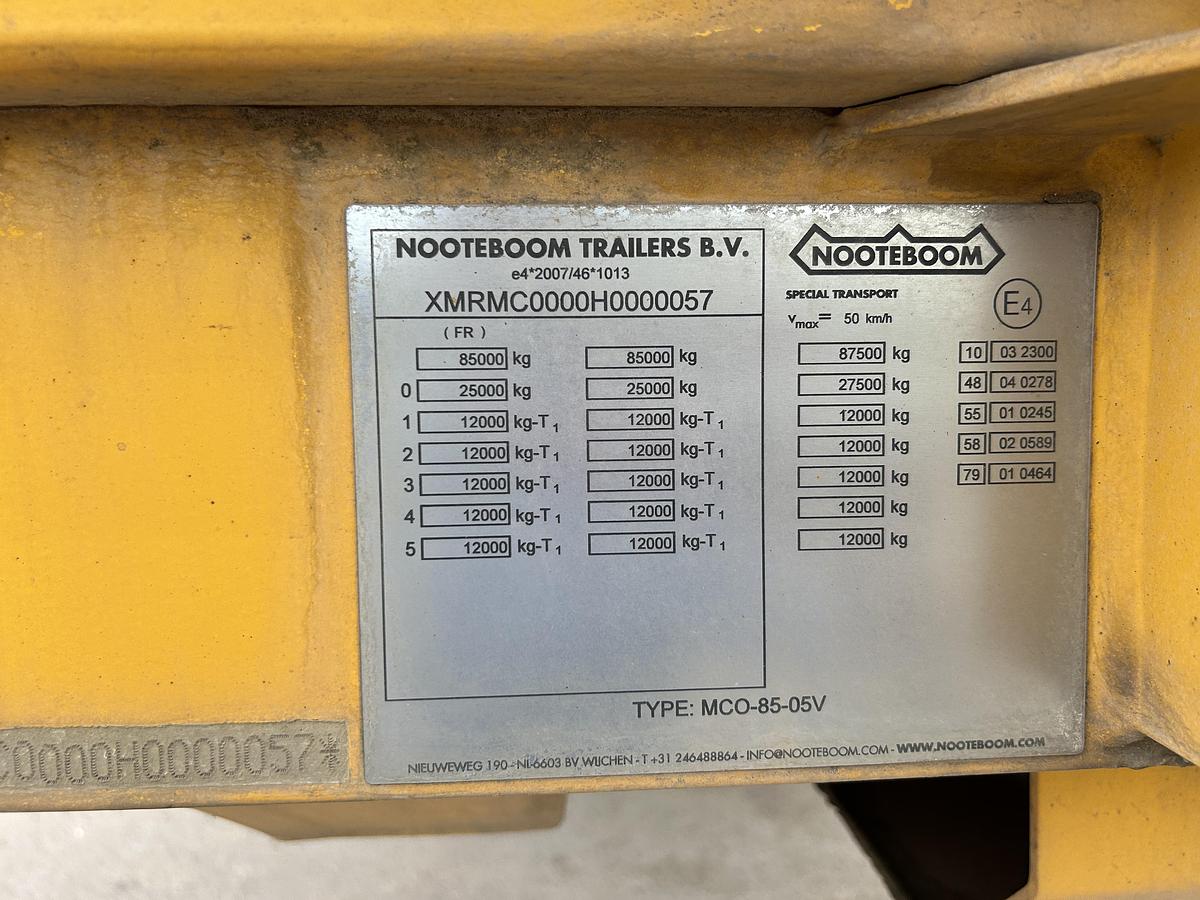 NOOTEBOOM TRAILERS B.V.
e4*2007/46*1013
XMRMC0000H0000057
( FR )
85000 kg 85000 kg
0 25000 kg 25000 kg
1 12000 kg-T1 12000 kg-T1
2 12000 kg-T1 12000 kg-T1
3 12000 kg-T1 12000 kg-T1
4 12000 kg-T1 12000 kg-T1
5 12000 kg-T1 12000 kg-T1
NOOTEBOOM
SPECIAL TRANSPORT
Vmax= 50 km/h
E4
87500 kg
27500 kg
12000 kg
12000 kg
12000 kg
12000 kg
12000 kg
10 03 2300
48 04 0278
55 01 0245
58 02 0589
79 01 0464
TYPE: MCO-85-05V
NIEUWEWEG 190 - NL-6603 BV WIJCHEN - T +31 246488864 - INFO@NOOTEBOOM.COM - WWW.NOOTEBOOM.COM
C0000H0000057*